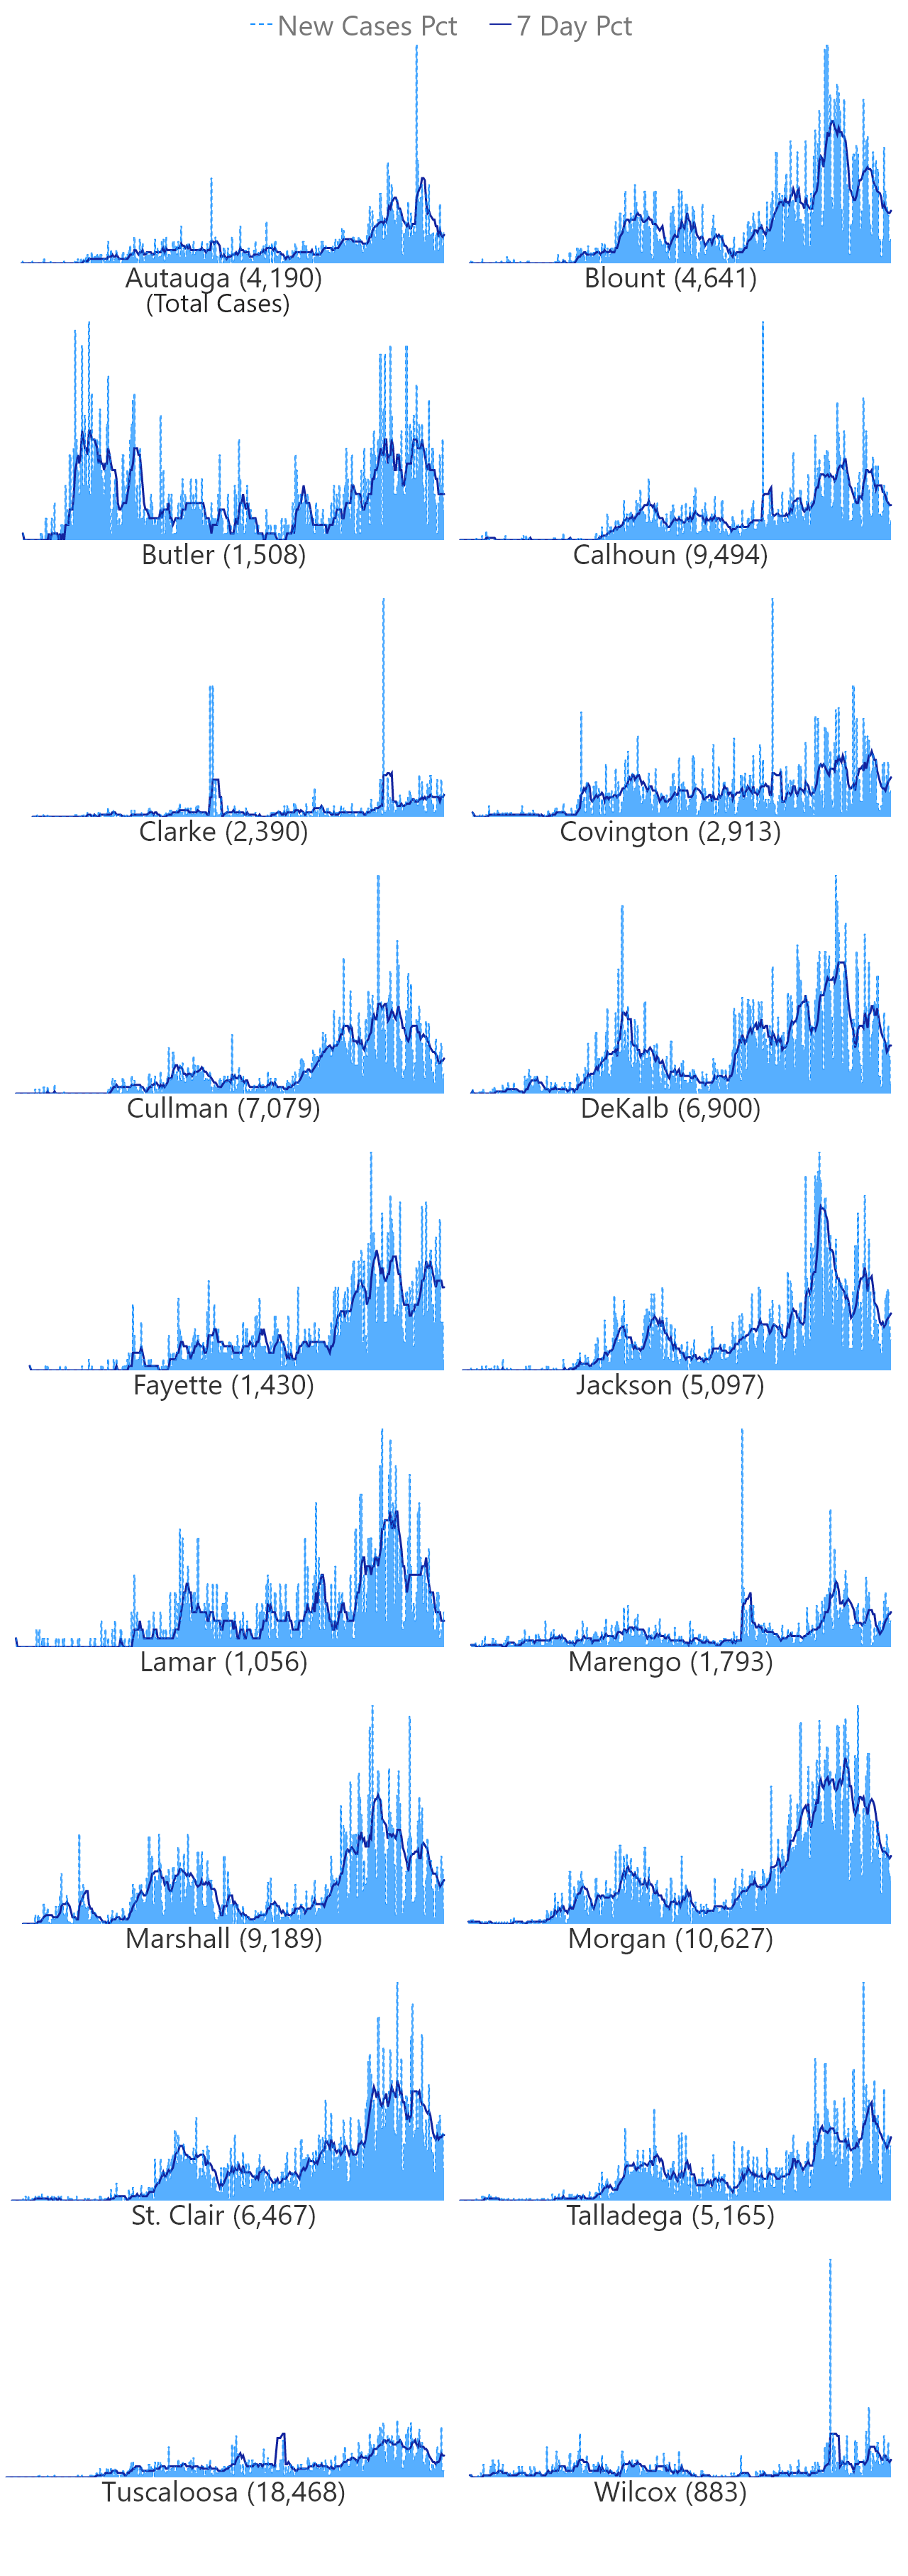 New Cases Pct 7 Day Pct
Autauga (4,190) Blount (4,641)
(Total Cases)
Butler (1,508) Calhoun (9,494)
Clarke (2,390) Covington (2,913)
Cullman (7,079) DeKalb (6,900)
Fayette (1,430) Jackson (5,097)
Lamar (1,056) Marengo (1,793)
Marshall (9,189) Morgan (10,627)
St. Clair (6,467) Talladega (5,165)
Tuscaloosa (18,468) Wilcox (883)